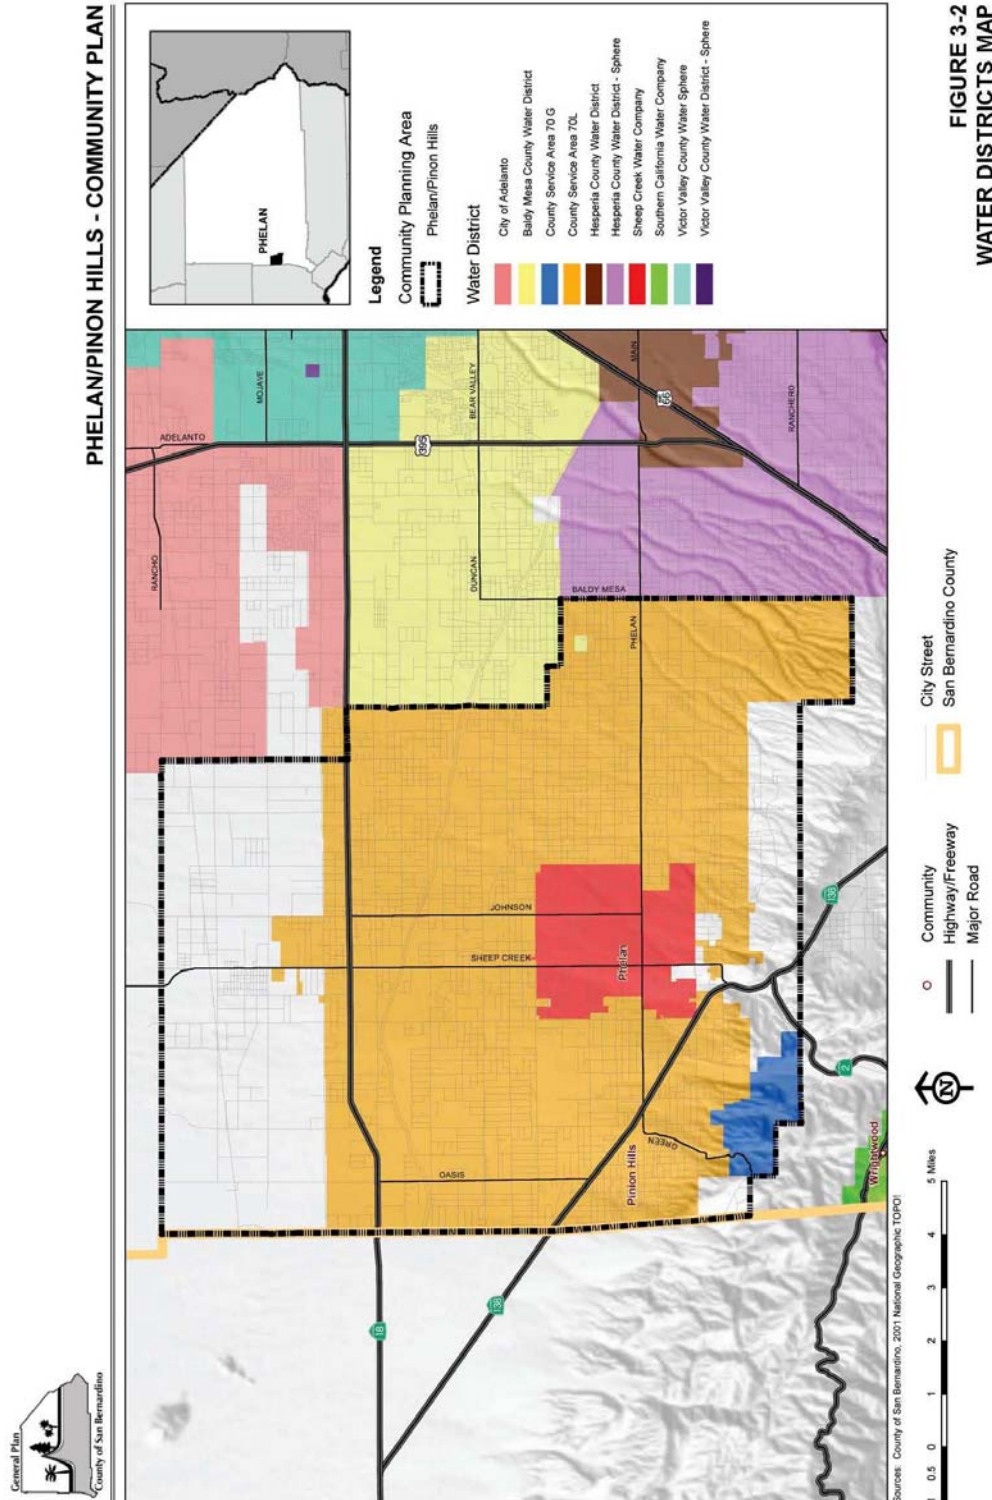 General Plan
County of San Bernardino
PHELAN/PINON HILLS - COMMUNITY PLAN
PHELAN
Legend
Community Planning Area
Phelan/Pinon Hills
Water District
City of Adelanto
Baldy Mesa County Water District
County Service Area 70 G
County Service Area 70L
Hesperia County Water District
Hesperia County Water District - Sphere
Sheep Creek Water Company
Southern California Water Company
Victor Valley County Water Sphere
Victor Valley County Water District - Sphere
ADELANTO
MOJAVE
RANCHO
395
BEAR VALLEY
DUNCAN
MAIN
66
RANCHERO
BALDY MESA
PHELAN
JOHNSON
SHEEP CREEK
Phelan
OASIS
GREEN
Pinion Hills
18
138
138
2
Wrightwood
Sources: County of San Bernardino, 2001 National Geographic TOPO!
1 0.5 0 1 2 3 4 5 Miles
N
Community
Highway/Freeway
Major Road
City Street
San Bernardino County
FIGURE 3-2
WATER DISTRICTS MAP